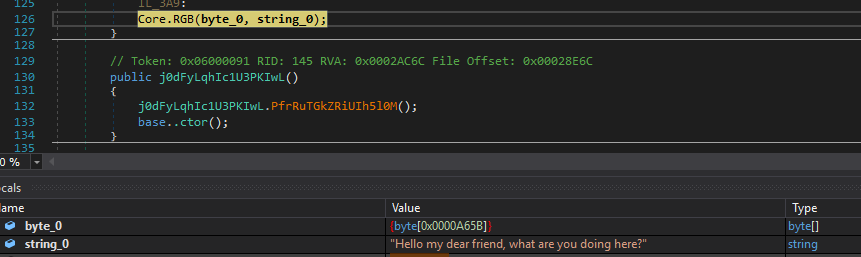 125 IL_3A9:
126 Core.RGB(byte_0, string_0);
127 }
128
129 // Token: 0x06000091 RID: 145 RVA: 0x0002AC6C File Offset: 0x00028E6C
130 public j0dFyLqhIc1U3PKIwL()
131 {
132 j0dFyLqhIc1U3PKIwL.PfrRuTGkZRiUIh5l0M();
133 base..ctor();
134 }
135
0 %
ocals
ame Value Type
byte_0 {byte[0x0000A65B]} byte[]
string_0 "Hello my dear friend, what are you doing here?" string